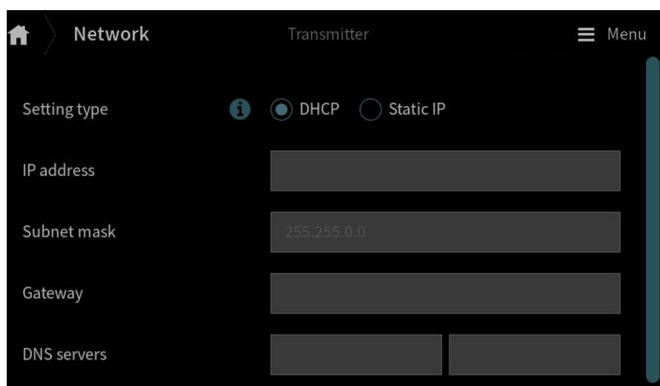 Network Transmitter Menu
Setting type i DHCP Static IP
IP address
Subnet mask 255.255.0.0
Gateway
DNS servers